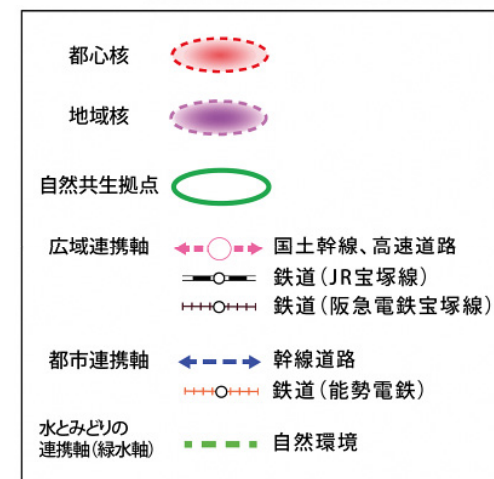 都心核
地域核
自然共生拠点
広域連携軸 国土幹線、高速道路
鉄道(JR宝塚線)
鉄道(阪急電鉄宝塚線)
都市連携軸 幹線道路
鉄道(能勢電鉄)
水とみどりの
連携軸(緑水軸) 自然環境